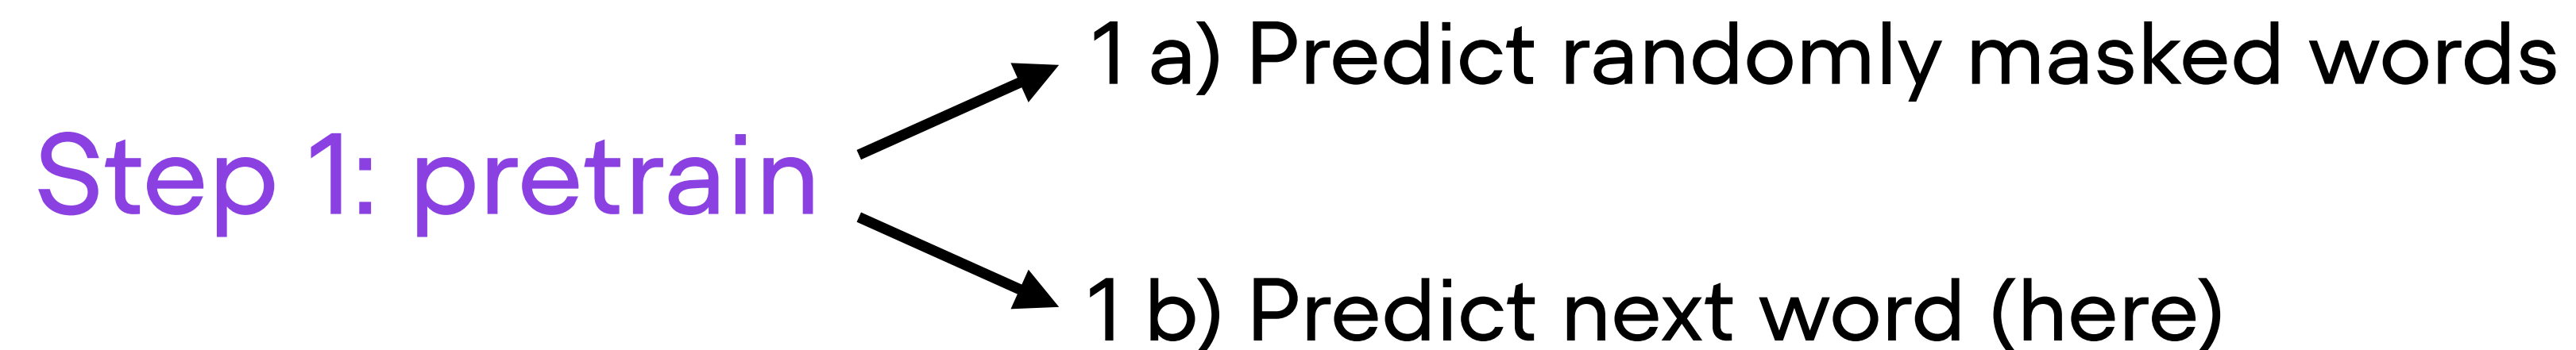 1 a) Predict randomly masked words
Step 1: pretrain
1 b) Predict next word (here)